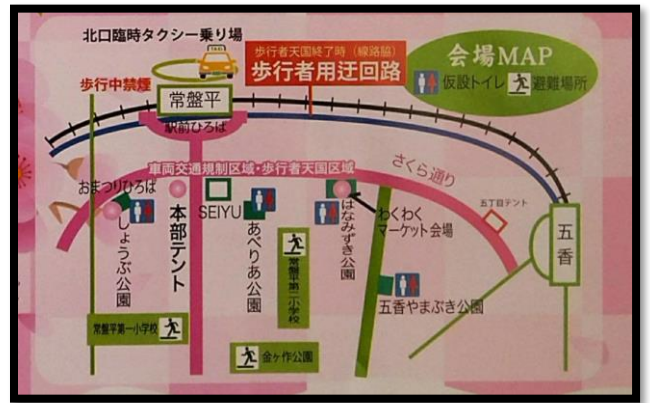 北口臨時タクシー乗り場
TAXI
歩行者天国終了時（線路脇）
歩行者用迂回路
会場MAP
仮設トイレ
避難場所
歩行中禁煙
常盤平
駅前ひろば
車両交通規制区域・歩行者天国区域
さくら通り
おまつりひろば
しょうぶ公園
本部テント
SEIYU
あべりあ公園
常盤平第二小学校
はなみずき公園
わくわく
マーケット会場
五丁目テント
五香
五香やまぶき公園
常盤平第一小学校
金ヶ作公園